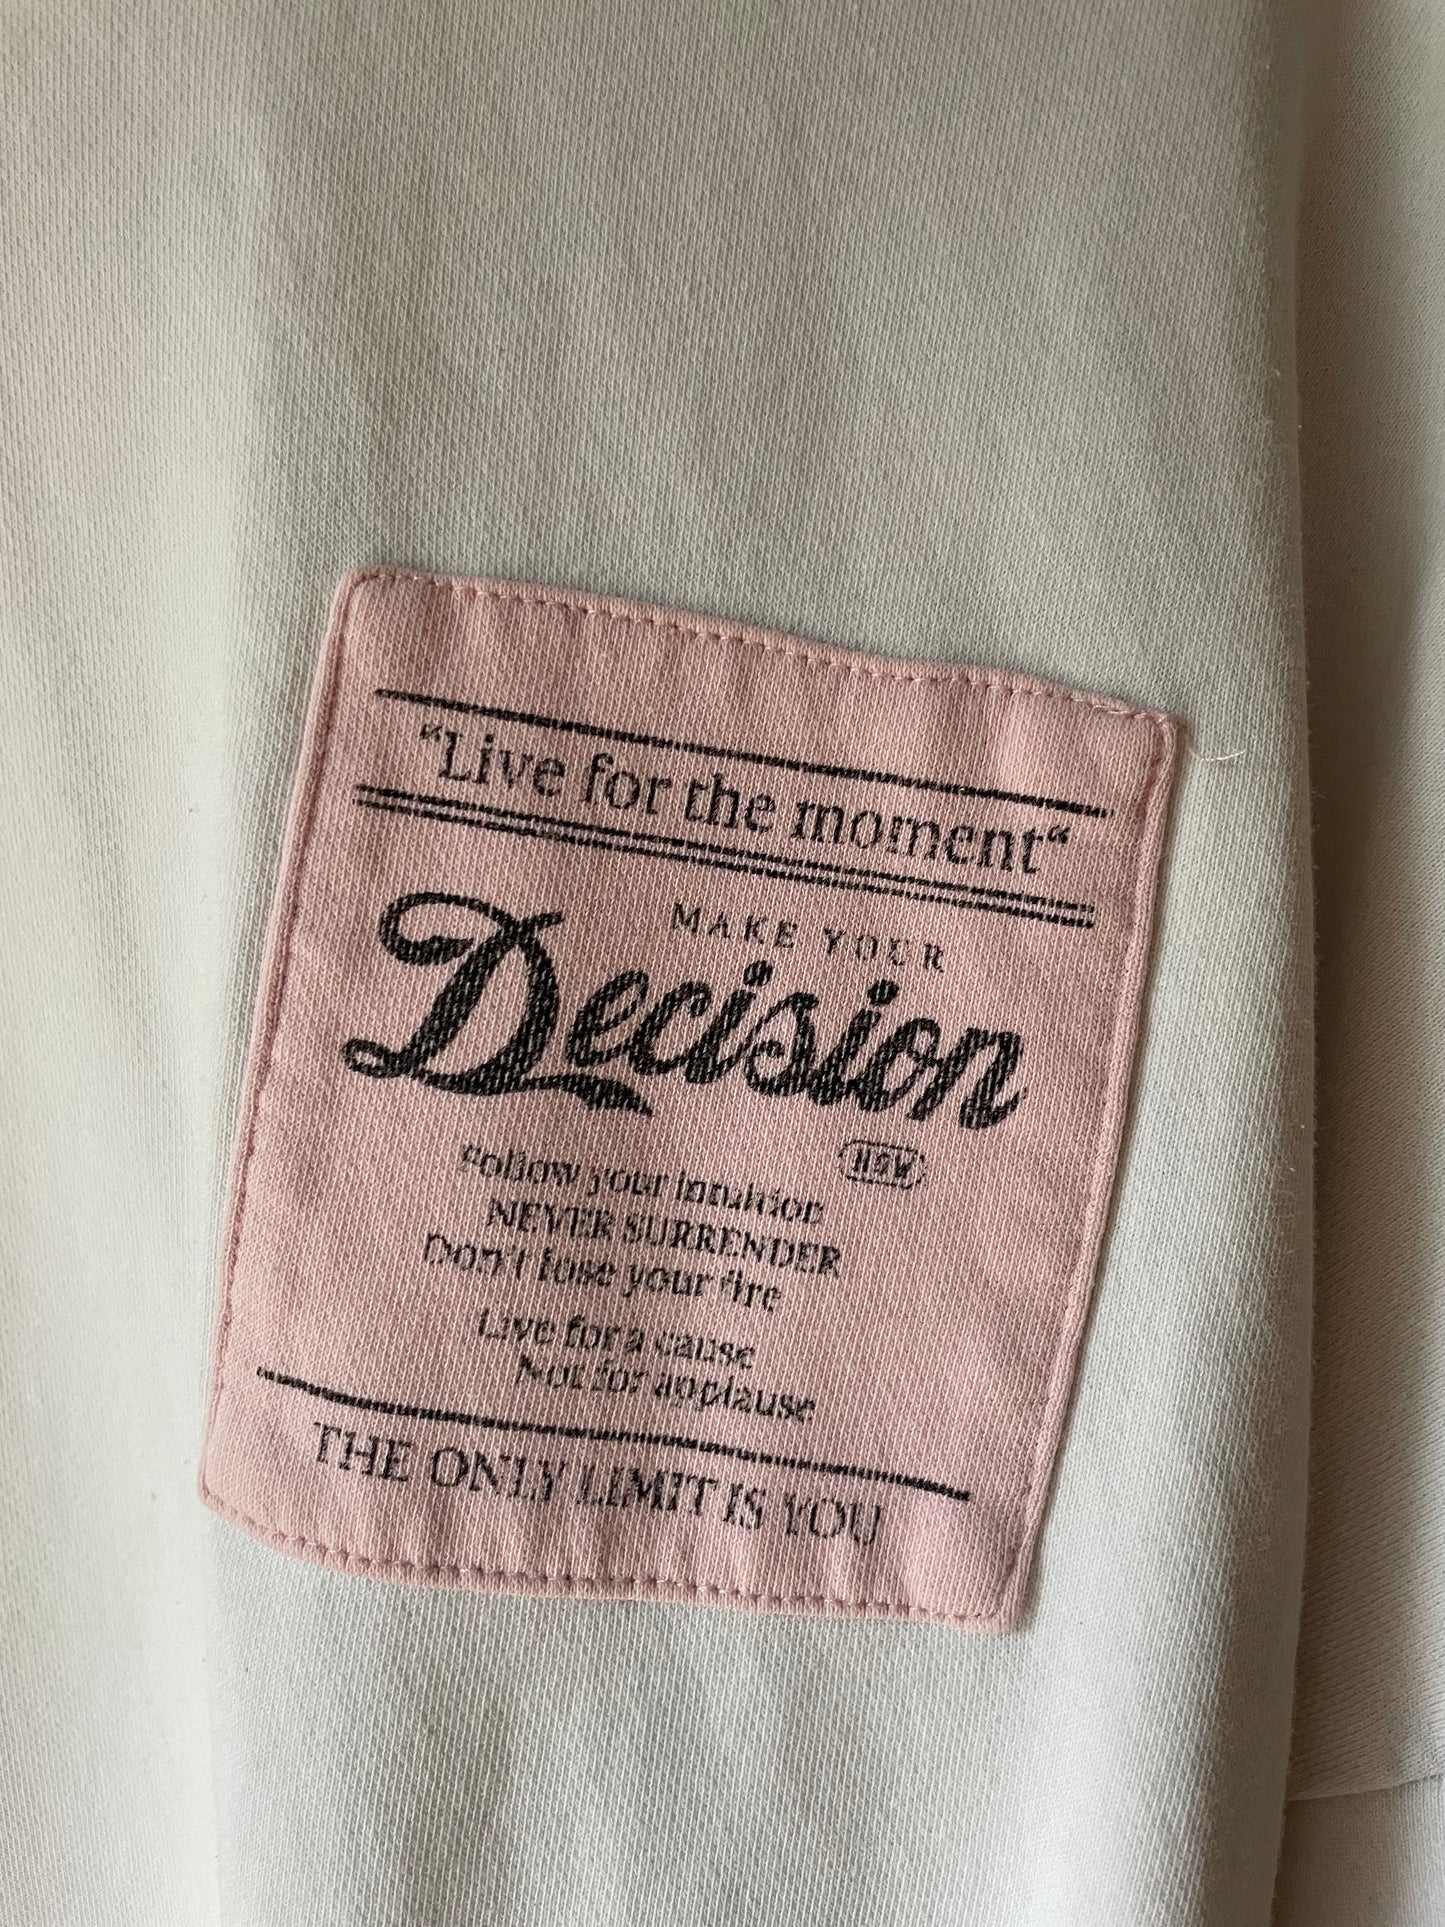 “Live for the moment“
MAKE YOUR
Decision
NEW
Follow your intuition
NEVER SURRENDER
Don't lose your fire
Live for a cause
Not for applause
THE ONLY LIMIT IS YOU